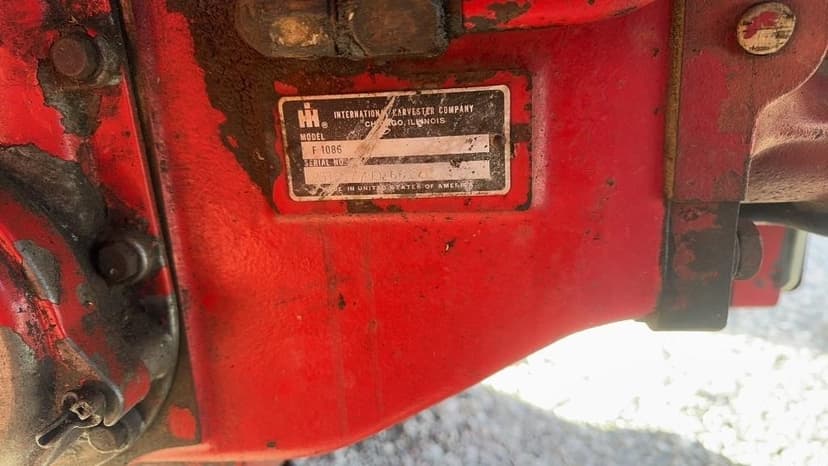 IH®
INTERNATIONAL HARVESTER COMPANY
CHICAGO, ILLINOIS
MODEL
F 1086
SERIAL NO.
MADE IN UNITED STATES OF AMERICA